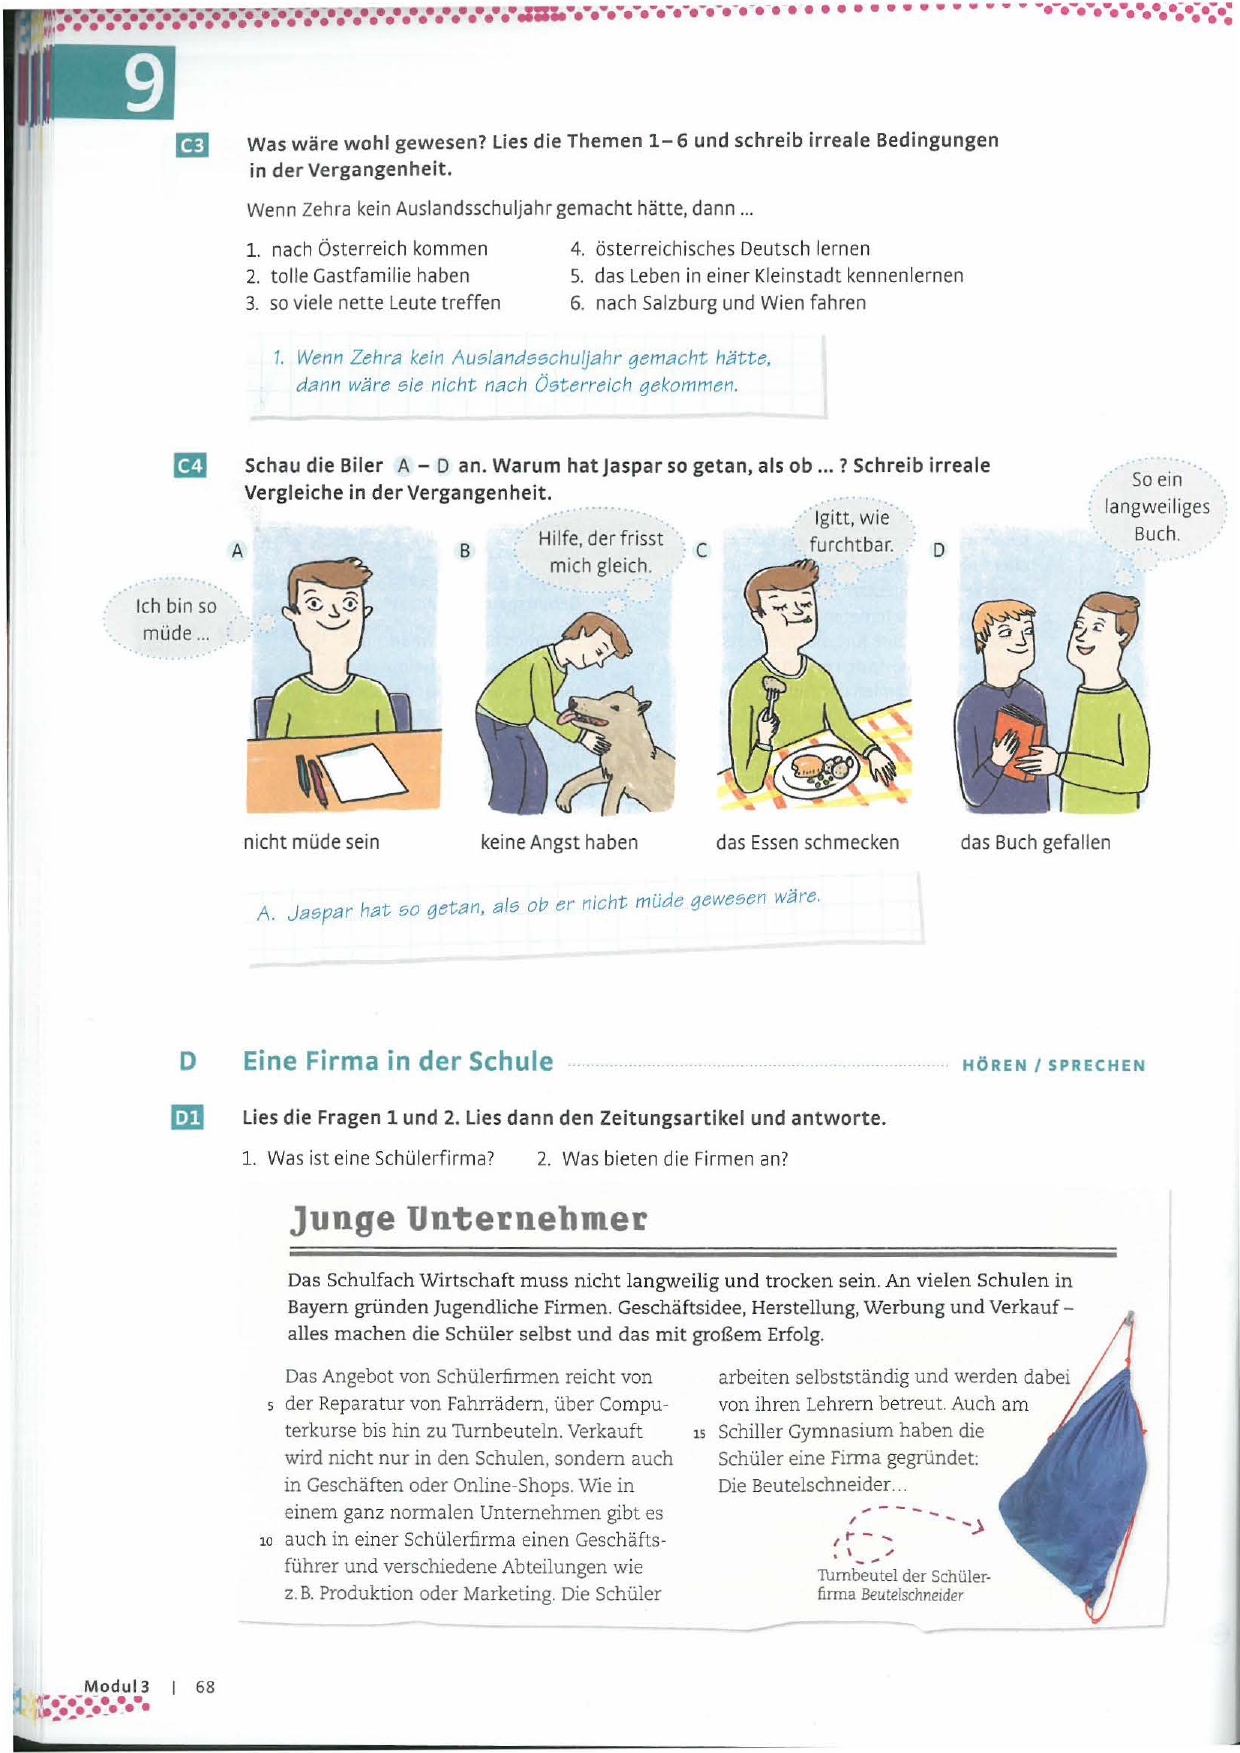 9
C3 Was wäre wohl gewesen? Lies die Themen 1–6 und schreib irreale Bedingungen
in der Vergangenheit.
Wenn Zehra kein Auslandsschuljahr gemacht hätte, dann ...
1. nach Österreich kommen
2. tolle Gastfamilie haben
3. so viele nette Leute treffen
4. österreichisches Deutsch lernen
5. das Leben in einer Kleinstadt kennenlernen
6. nach Salzburg und Wien fahren
1. Wenn Zehra kein Auslandsschuljahr gemacht hätte,
dann wäre sie nicht nach Österreich gekommen.
C4 Schau die Biler A – D an. Warum hat Jaspar so getan, als ob ... ? Schreib irreale
Vergleiche in der Vergangenheit.
A
Ich bin so
müde ...
B
Hilfe, der frisst
mich gleich.
C
Igitt, wie
furchtbar.
D
So ein
langweiliges
Buch.
nicht müde sein
keine Angst haben
das Essen schmecken
das Buch gefallen
A. Jaspar hat so getan, als ob er nicht müde gewesen wäre.
D Eine Firma in der Schule HÖREN / SPRECHEN
D1 Lies die Fragen 1 und 2. Lies dann den Zeitungsartikel und antworte.
1. Was ist eine Schülerfirma? 2. Was bieten die Firmen an?
Junge Unternehmer
Das Schulfach Wirtschaft muss nicht langweilig und trocken sein. An vielen Schulen in
Bayern gründen Jugendliche Firmen. Geschäftsidee, Herstellung, Werbung und Verkauf –
alles machen die Schüler selbst und das mit großem Erfolg.
Das Angebot von Schülerfirmen reicht von
5 der Reparatur von Fahrrädern, über Compu-
terkurse bis hin zu Turnbeuteln. Verkauft
wird nicht nur in den Schulen, sondern auch
in Geschäften oder Online-Shops. Wie in
einem ganz normalen Unternehmen gibt es
10 auch in einer Schülerfirma einen Geschäfts-
führer und verschiedene Abteilungen wie
z. B. Produktion oder Marketing. Die Schüler
arbeiten selbstständig und werden dabei
von ihren Lehrern betreut. Auch am
15 Schiller Gymnasium haben die
Schüler eine Firma gegründet:
Die Beutelschneider...
Turnbeutel der Schüler-
firma Beutelschneider
Modul 3 | 68